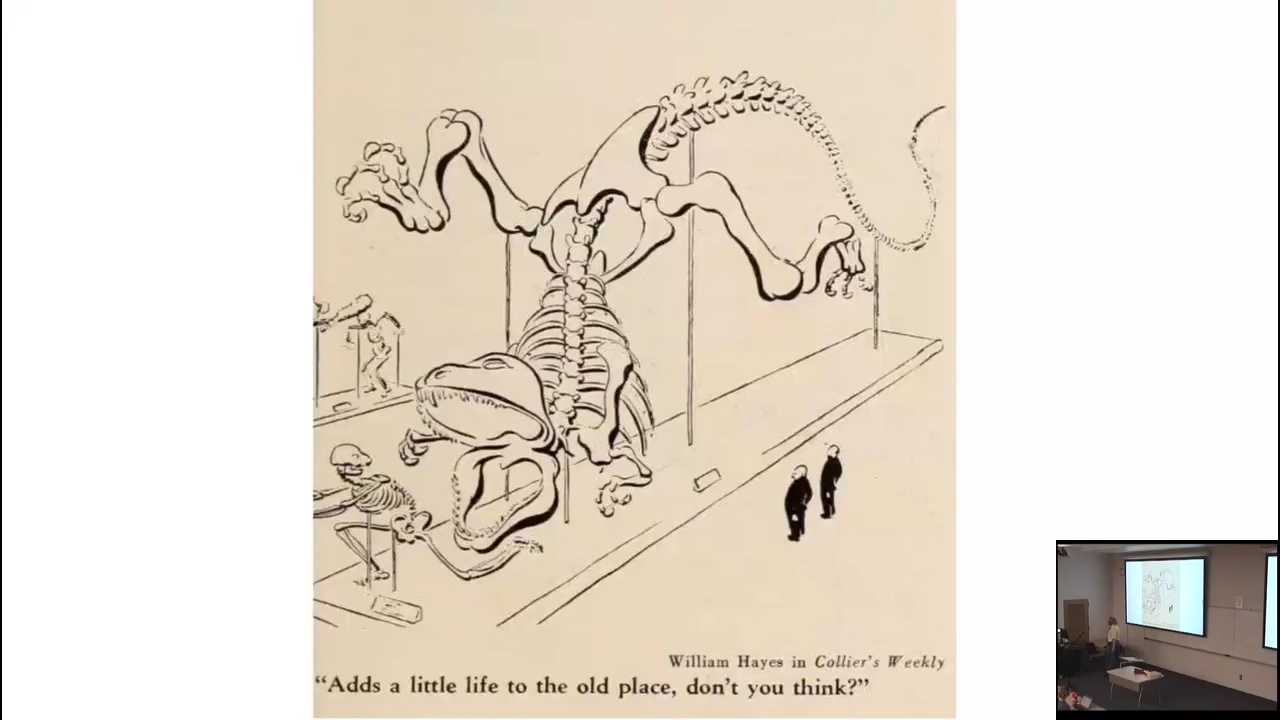 William Hayes in Collier's Weekly
"Adds a little life to the old place, don't you think?"